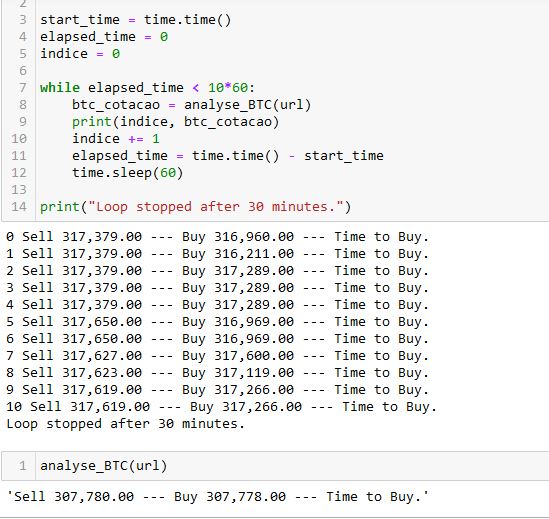 2
3 start_time = time.time()
4 elapsed_time = 0
5 indice = 0
6
7 while elapsed_time < 10*60:
8 btc_cotacao = analyse_BTC(url)
9 print(indice, btc_cotacao)
10 indice += 1
11 elapsed_time = time.time() - start_time
12 time.sleep(60)
13
14 print("Loop stopped after 30 minutes.")
0 Sell 317,379.00 --- Buy 316,960.00 --- Time to Buy.
1 Sell 317,379.00 --- Buy 316,211.00 --- Time to Buy.
2 Sell 317,379.00 --- Buy 317,289.00 --- Time to Buy.
3 Sell 317,379.00 --- Buy 317,289.00 --- Time to Buy.
4 Sell 317,379.00 --- Buy 317,289.00 --- Time to Buy.
5 Sell 317,650.00 --- Buy 316,969.00 --- Time to Buy.
6 Sell 317,650.00 --- Buy 316,969.00 --- Time to Buy.
7 Sell 317,627.00 --- Buy 317,600.00 --- Time to Buy.
8 Sell 317,623.00 --- Buy 317,119.00 --- Time to Buy.
9 Sell 317,619.00 --- Buy 317,266.00 --- Time to Buy.
10 Sell 317,619.00 --- Buy 317,266.00 --- Time to Buy.
Loop stopped after 30 minutes.
1 analyse_BTC(url)
'Sell 307,780.00 --- Buy 307,778.00 --- Time to Buy.'